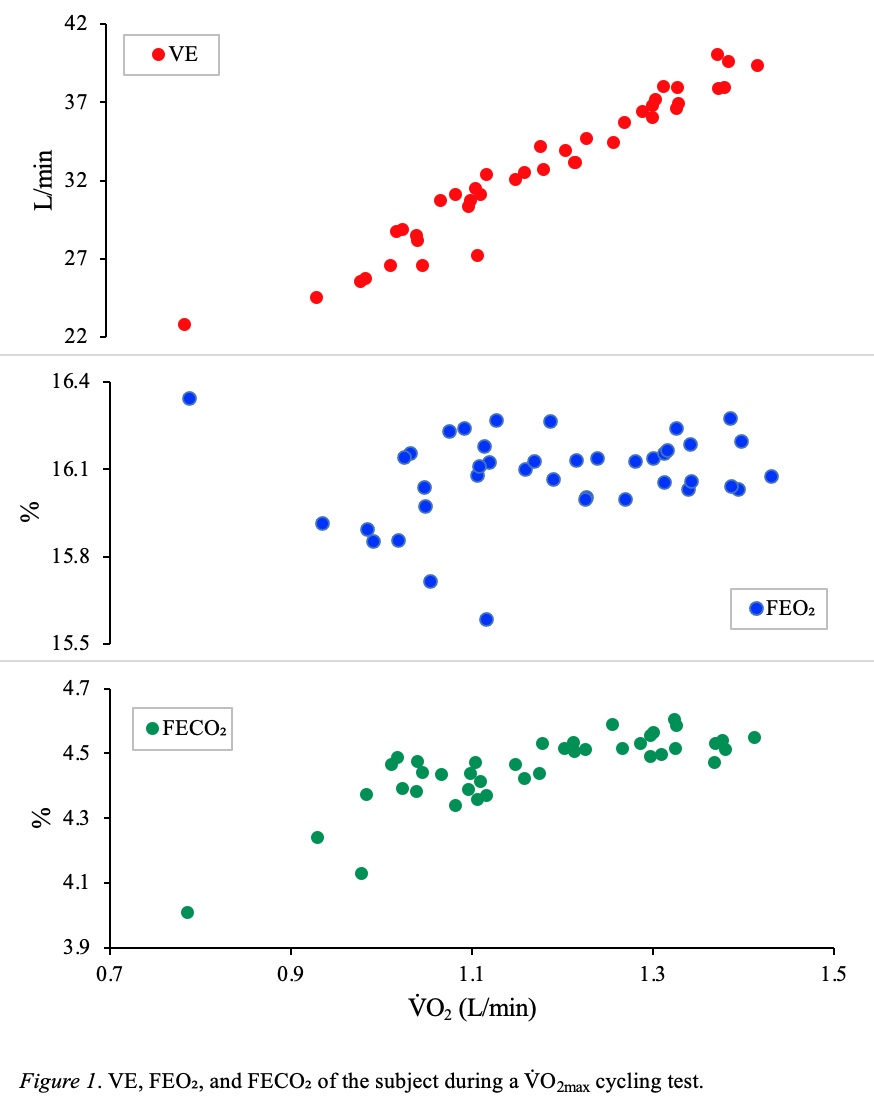 42
VE
37
L/min
32
27
22
16.4
16.1
%
15.8
FEO₂
15.5
4.7
FECO₂
4.5
%
4.3
4.1
3.9
0.7 0.9 1.1 1.3 1.5
V̇O₂ (L/min)
Figure 1. VE, FEO₂, and FECO₂ of the subject during a V̇O₂max cycling test.